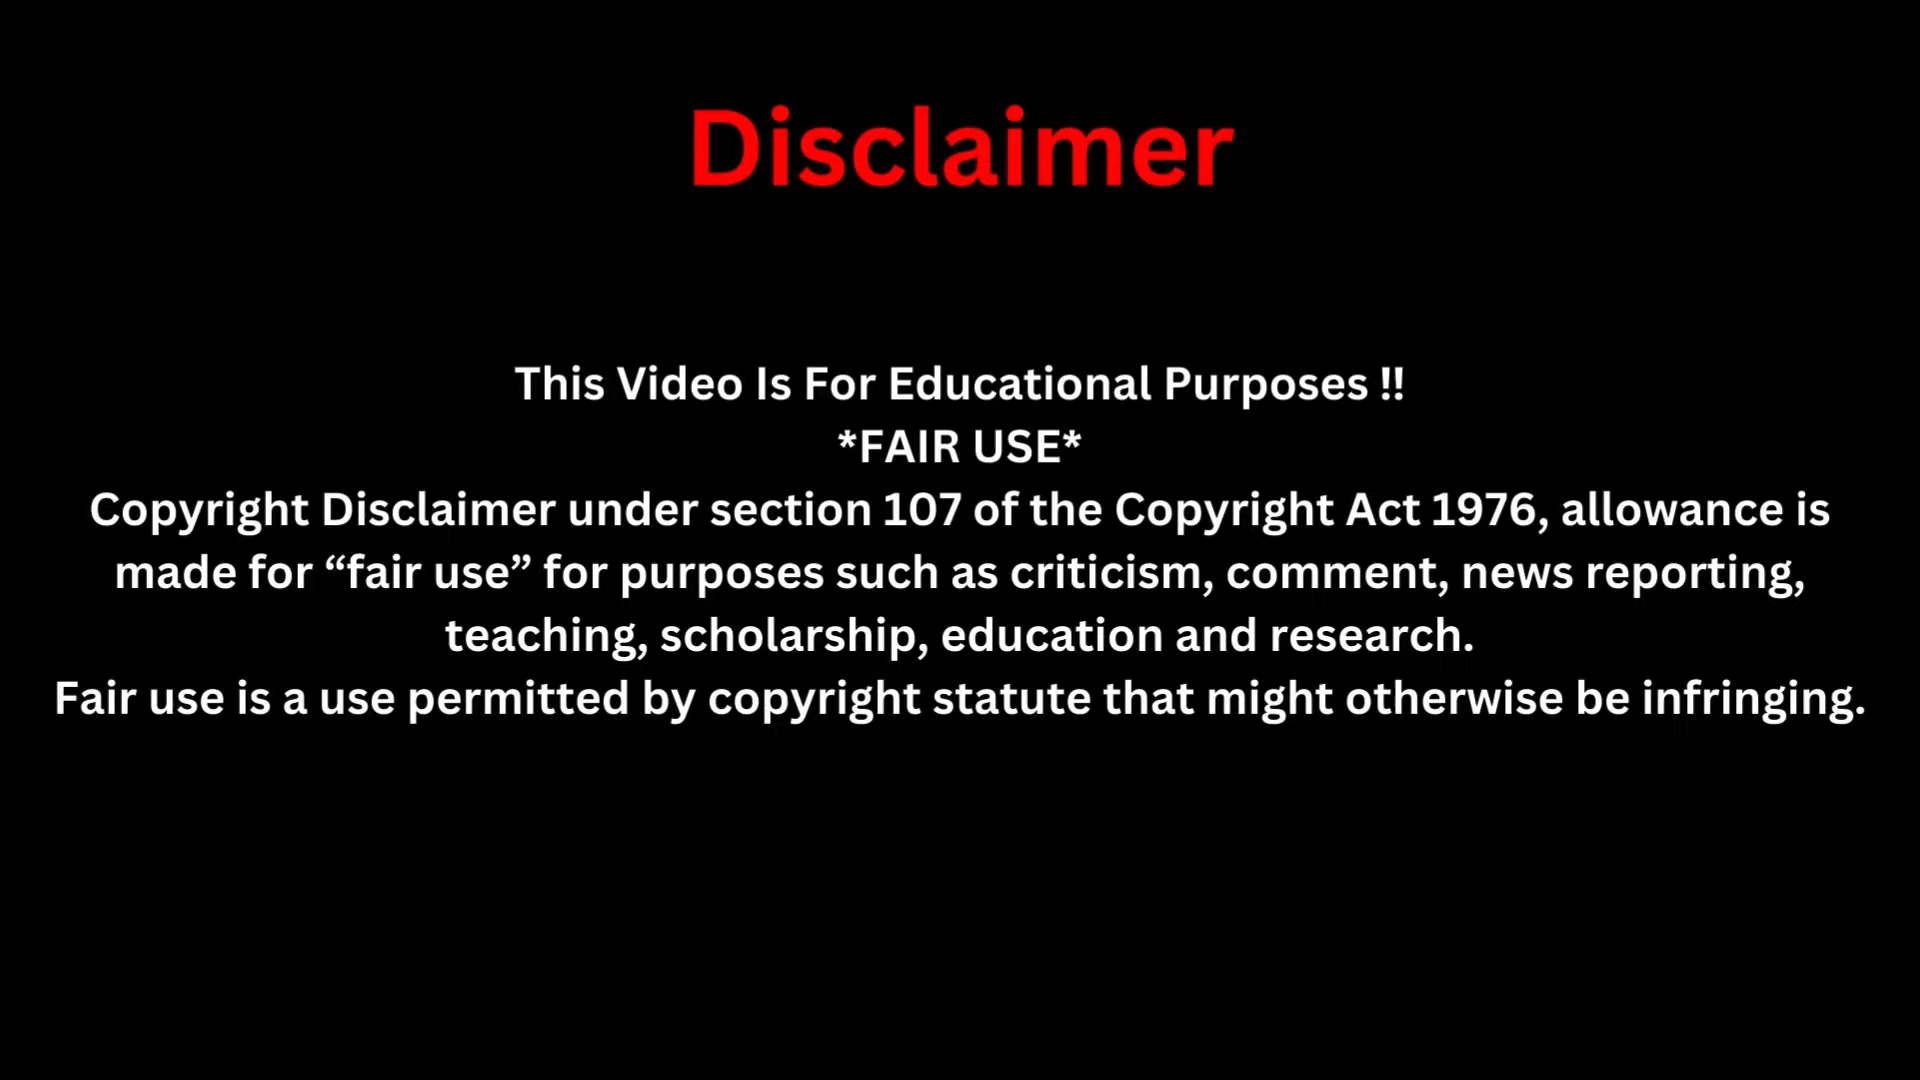 Disclaimer
This Video Is For Educational Purposes !!
*FAIR USE*
Copyright Disclaimer under section 107 of the Copyright Act 1976, allowance is
made for “fair use” for purposes such as criticism, comment, news reporting,
teaching, scholarship, education and research.
Fair use is a use permitted by copyright statute that might otherwise be infringing.